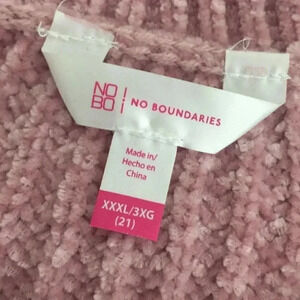 NO
BO
NO BOUNDARIES
Made in/
Hecho en
China
XXXL/3XG
(21)